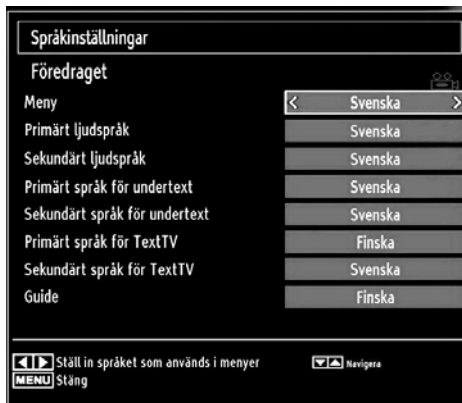 Språkinställningar
Föredraget
Meny < Svenska >
Primärt ljudspråk Svenska
Sekundärt ljudspråk Svenska
Primärt språk för undertext Svenska
Sekundärt språk för undertext Svenska
Primärt språk för TextTV Finska
Sekundärt språk för TextTV Svenska
Guide Finska
Ställ in språket som används i menyer Navigera
MENU Stäng